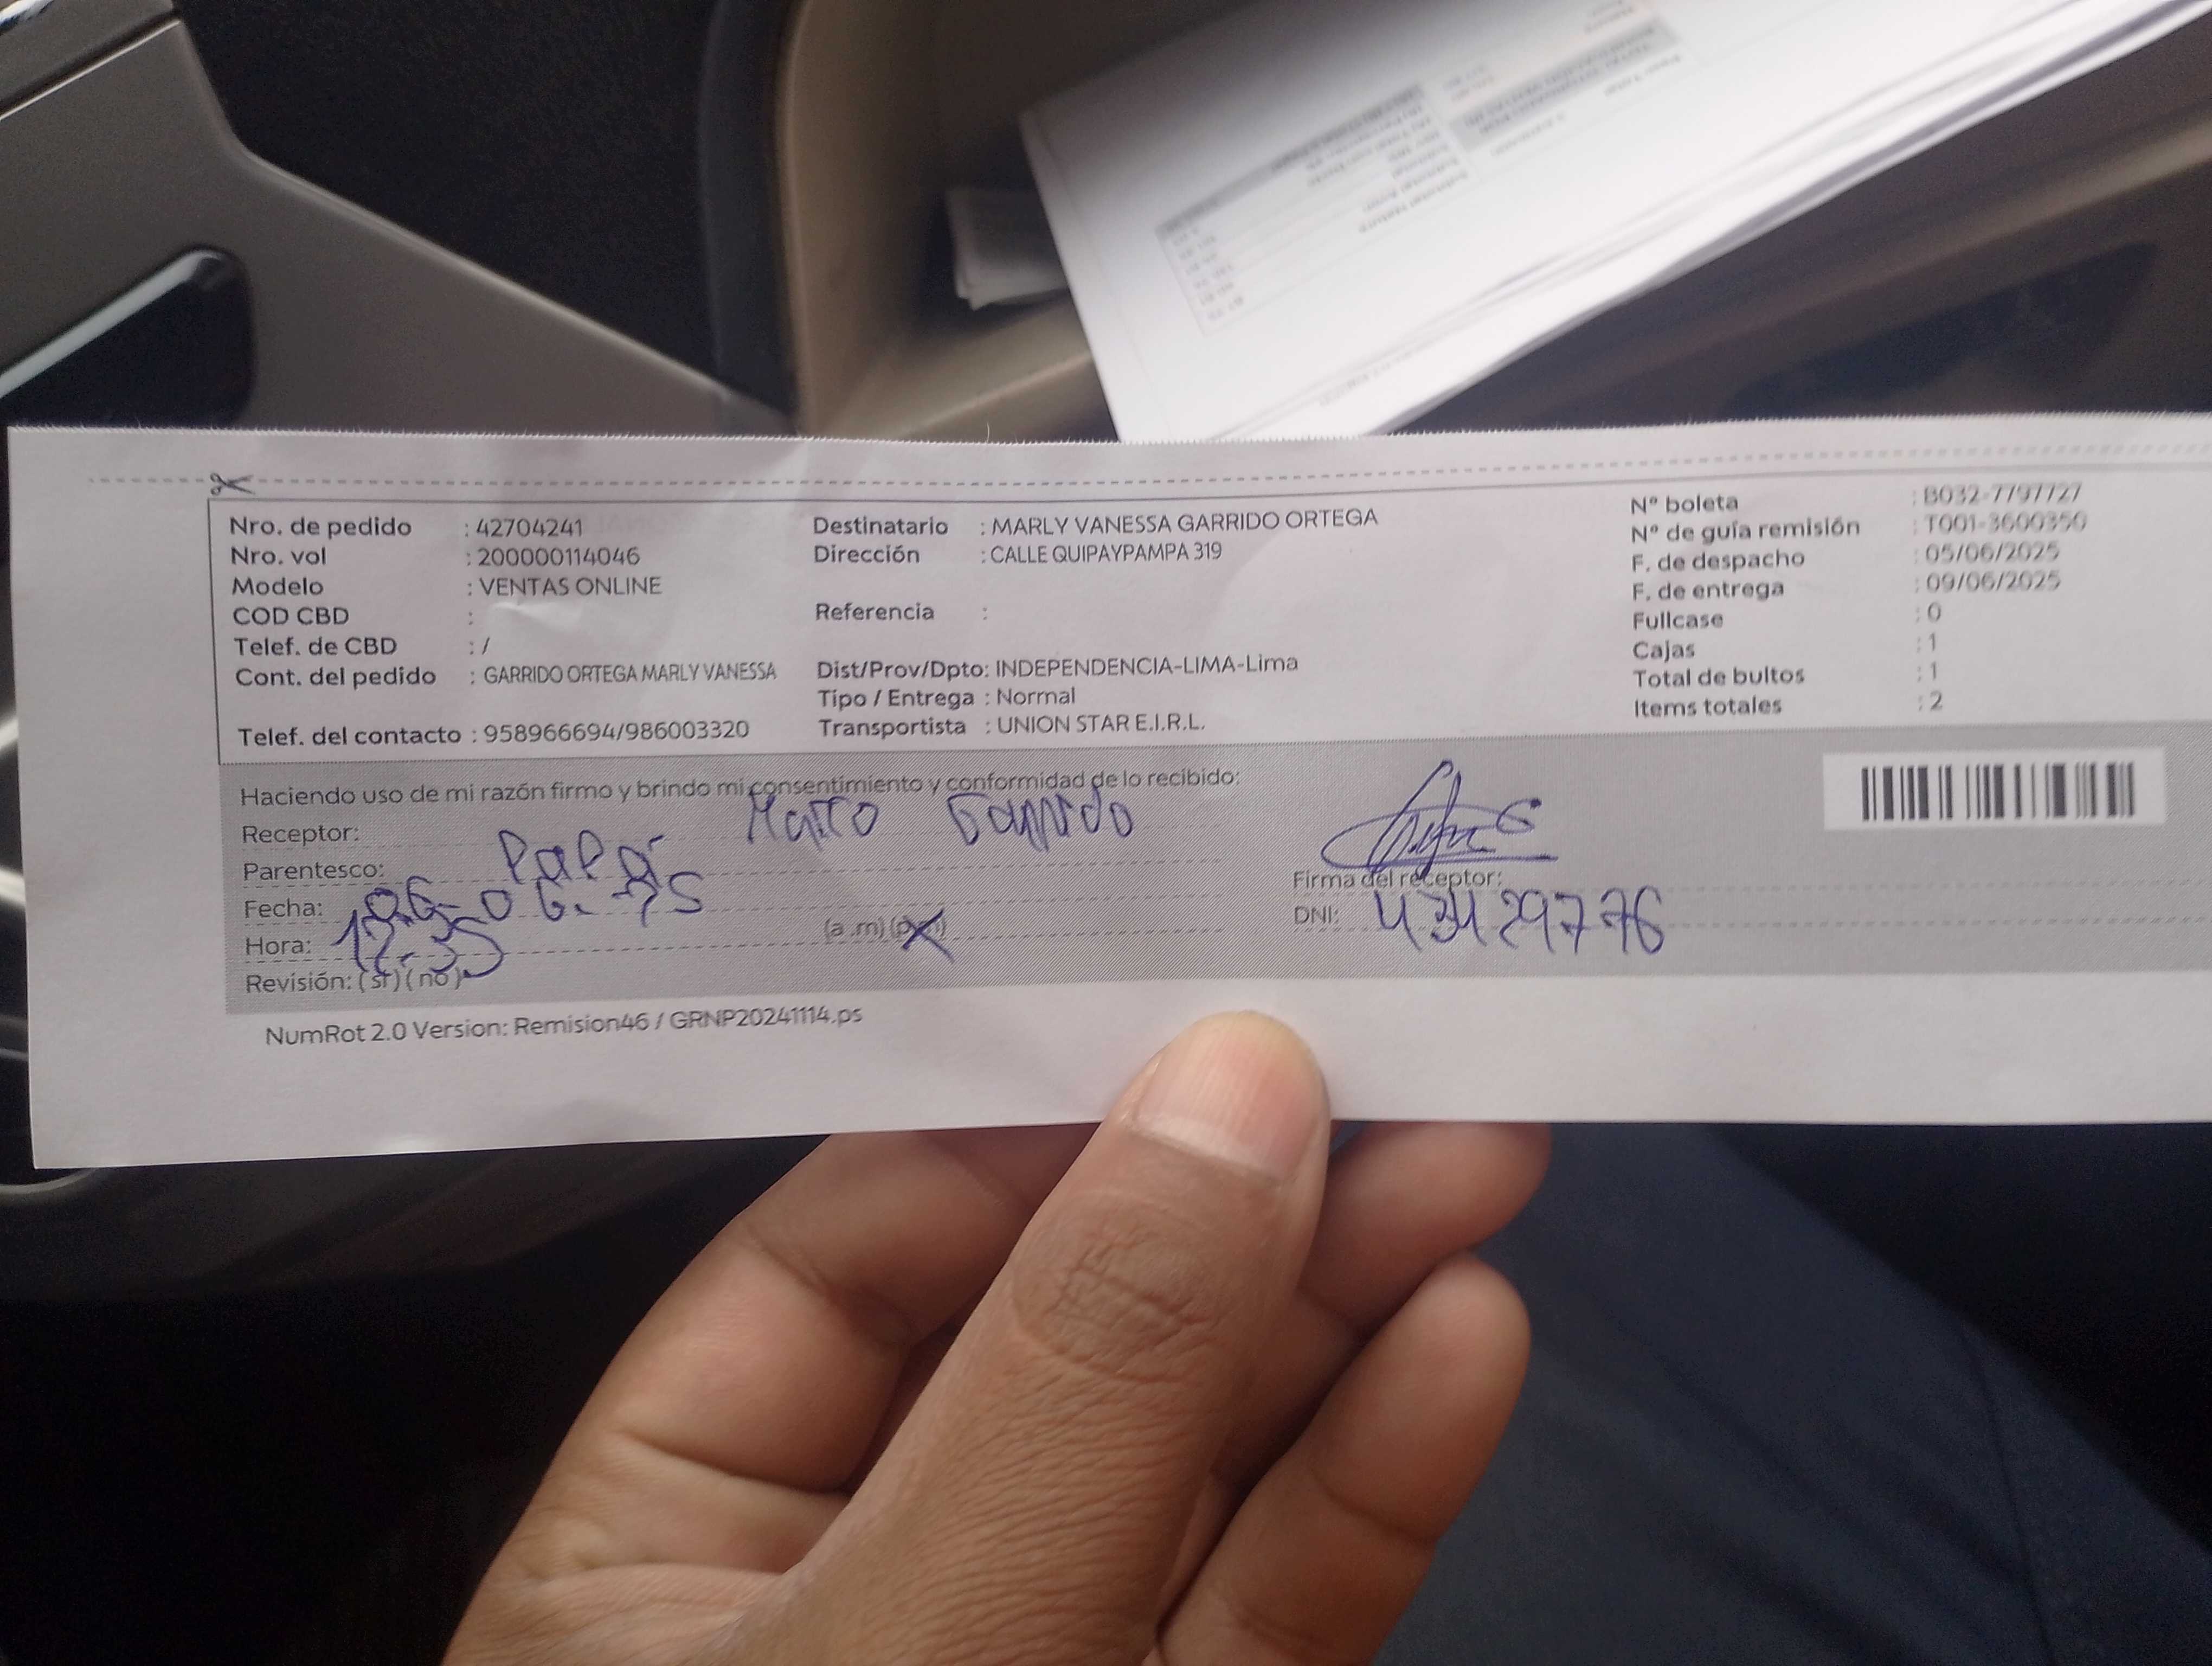 Nro. de pedido : 42704241
Nro. vol : 200000114046
Modelo : VENTAS ONLINE
COD CBD :
Telef. de CBD : /
Cont. del pedido : GARRIDO ORTEGA MARLY VANESSA
Telef. del contacto : 958966694/986003320
Destinatario : MARLY VANESSA GARRIDO ORTEGA
Dirección : CALLE QUIPAYPAMPA 319
Referencia :
Dist/Prov/Dpto: INDEPENDENCIA-LIMA-Lima
Tipo / Entrega : Normal
Transportista : UNION STAR E.I.R.L.
Nº boleta : B032-7797727
Nº de guía remisión : T001-3600350
F. de despacho : 05/06/2025
F. de entrega : 09/06/2025
Fullcase : 0
Cajas : 1
Total de bultos : 1
Items totales : 2
Haciendo uso de mi razón firmo y brindo mi consentimiento y conformidad de lo recibido:
Receptor: Garrido
Parentesco: Papá
Fecha:
Hora: (a .m) (p.m)
Revisión: (si) ( no )
Firma del receptor:
DNI:
NumRot 2.0 Version: Remision46 / GRNP20241114.ps